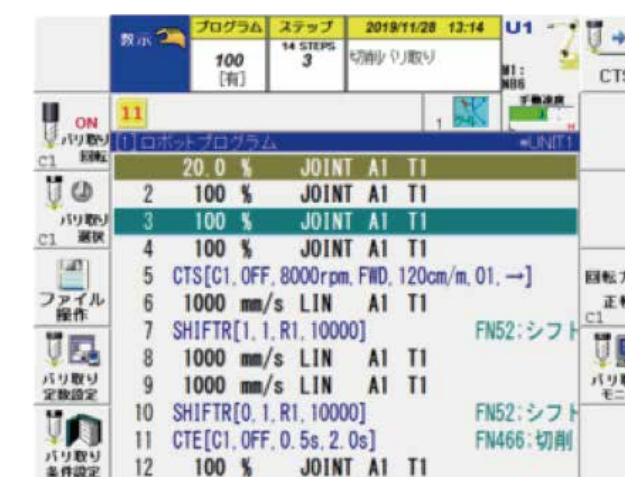 教示
プログラム
100
[有]
ステップ
14 STEPS
3
2019/11/28 13:14
切削バリ取り
U1
M1:
NB6
CTS
手動速度
ON
バリ取り
C1 回転
11
1
[1]ロボットプログラム *UNIT1
20.0 % JOINT A1 T1
2 100 % JOINT A1 T1
3 100 % JOINT A1 T1
4 100 % JOINT A1 T1
5 CTS[C1, OFF, 8000rpm, FWD, 120cm/m, 01, →]
6 1000 mm/s LIN A1 T1
7 SHIFTR[1, 1, R1, 10000] FN52;シフト
8 1000 mm/s LIN A1 T1
9 1000 mm/s LIN A1 T1
10 SHIFTR[0, 1, R1, 10000] FN52;シフト
11 CTE[C1, OFF, 0.5s, 2.0s] FN466;切削
12 100 % JOINT A1 T1
バリ取り
C1 選択
ファイル
操作
バリ取り
定数設定
バリ取り
条件設定
回転
正転
C1
バリ取
モニ